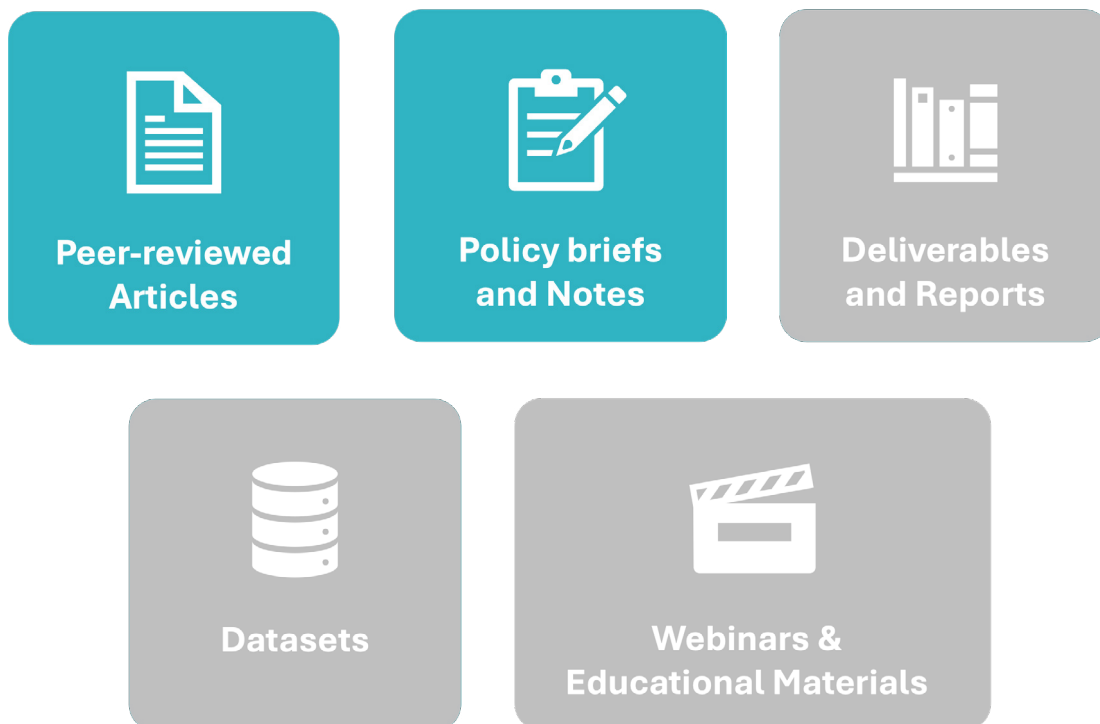 Peer-reviewed
Articles
Policy briefs
and Notes
Deliverables
and Reports
Datasets
Webinars &
Educational Materials